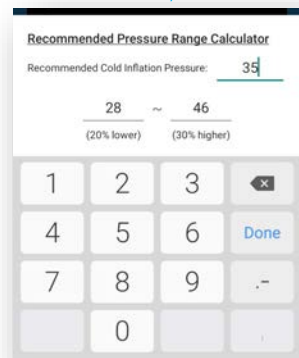 Recommended Pressure Range Calculator
Recommended Cold Inflation Pressure: 35
28 ~ 46
(20% lower) (30% higher)
1 2 3
4 5 6 Done
7 8 9 .-
0 ,